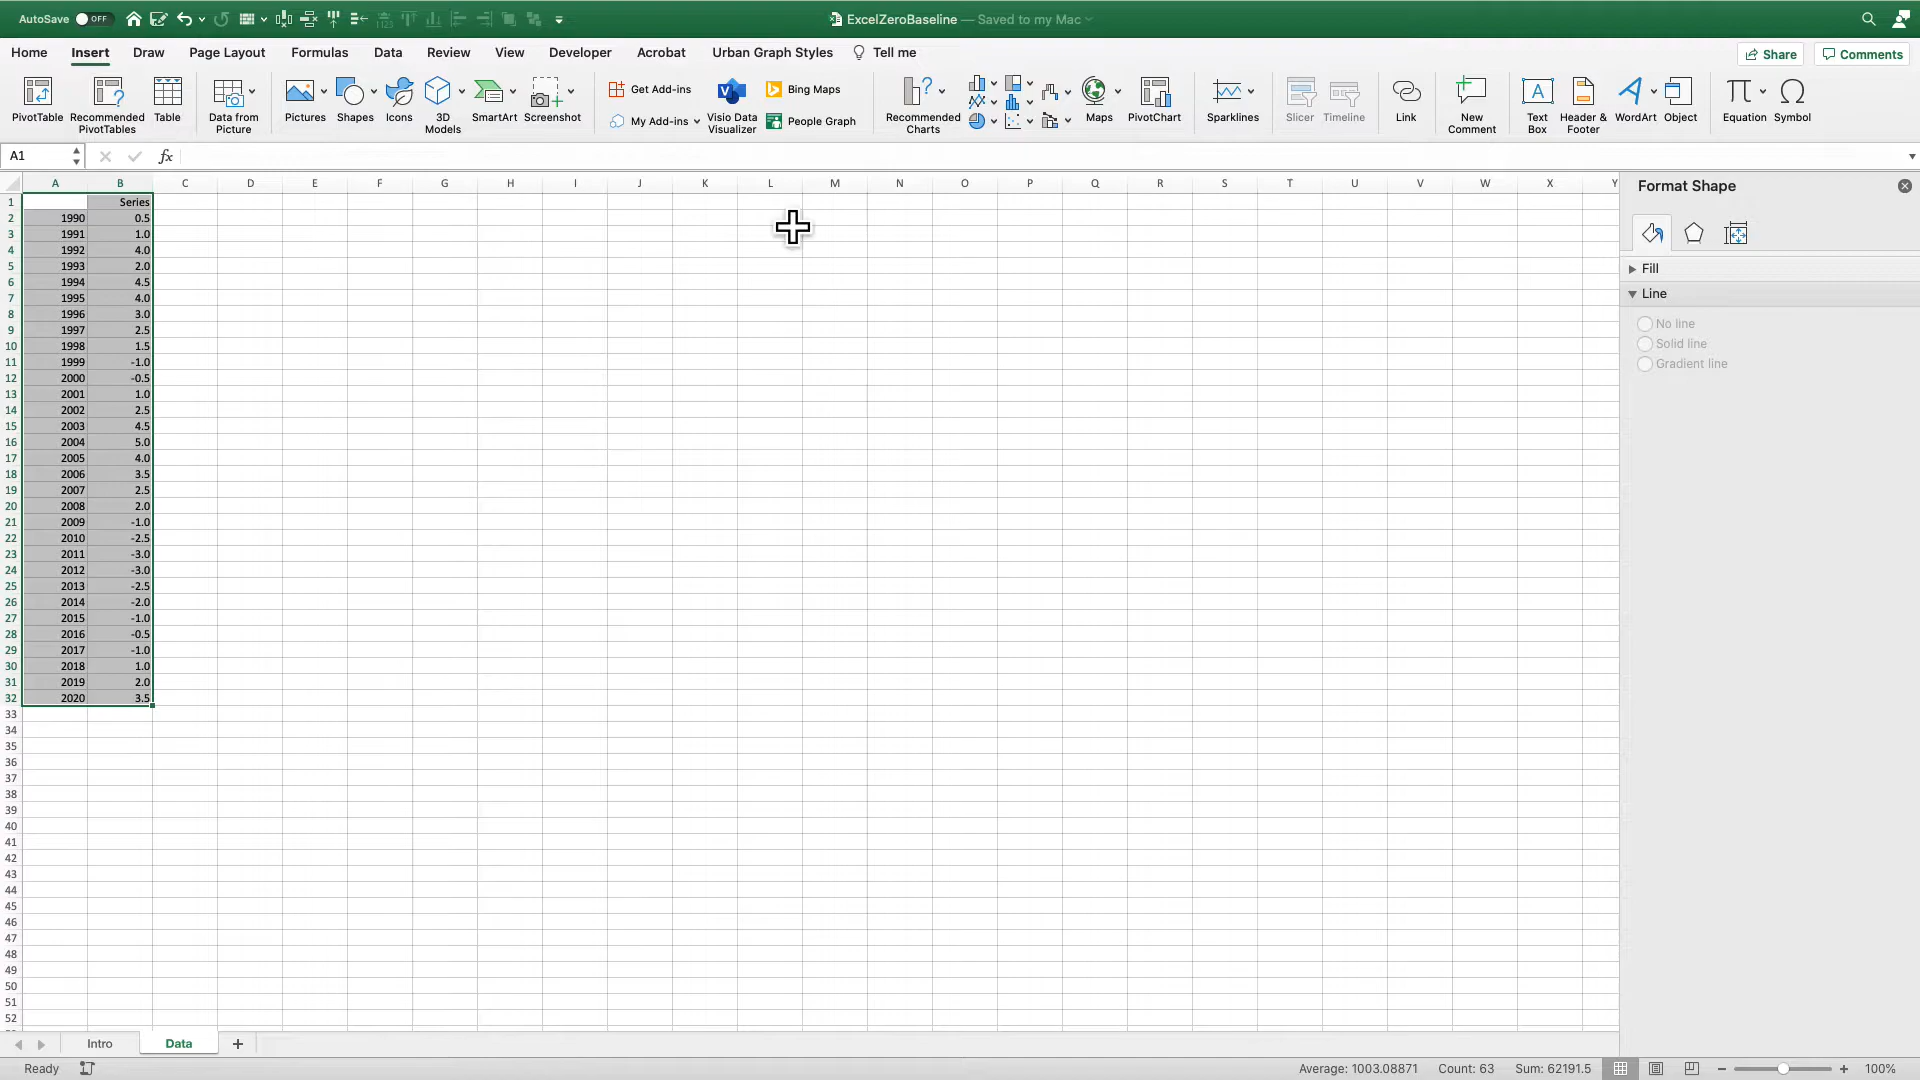 AutoSave OFF ExcelZeroBaseline — Saved to my Mac
Home Insert Draw Page Layout Formulas Data Review View Developer Acrobat Urban Graph Styles Tell me Share Comments
PivotTable Recommended PivotTables Table Data from Picture Pictures Shapes Icons 3D Models SmartArt Screenshot Get Add-ins My Add-ins Visio Data Visualizer Bing Maps People Graph Recommended Charts Maps PivotChart Sparklines Slicer Timeline Link New Comment Text Box Header & Footer WordArt Object Equation Symbol
A1 fx
A B C D E F G H I J K L M N O P Q R S T U V W X Y
1 Series
2 1990 0.5
3 1991 1.0
4 1992 4.0
5 1993 2.0
6 1994 4.5
7 1995 4.0
8 1996 3.0
9 1997 2.5
10 1998 1.5
11 1999 -1.0
12 2000 -0.5
13 2001 1.0
14 2002 2.5
15 2003 4.5
16 2004 5.0
17 2005 4.0
18 2006 3.5
19 2007 2.5
20 2008 2.0
21 2009 -1.0
22 2010 -2.5
23 2011 -3.0
24 2012 -3.0
25 2013 -2.5
26 2014 -2.0
27 2015 -1.0
28 2016 -0.5
29 2017 -1.0
30 2018 1.0
31 2019 2.0
32 2020 3.5
33
34
35
36
37
38
39
40
41
42
43
44
45
46
47
48
49
50
51
52
Format Shape
Fill
Line
No line
Solid line
Gradient line
Intro Data +
Ready Average: 1003.08871 Count: 63 Sum: 62191.5 100%